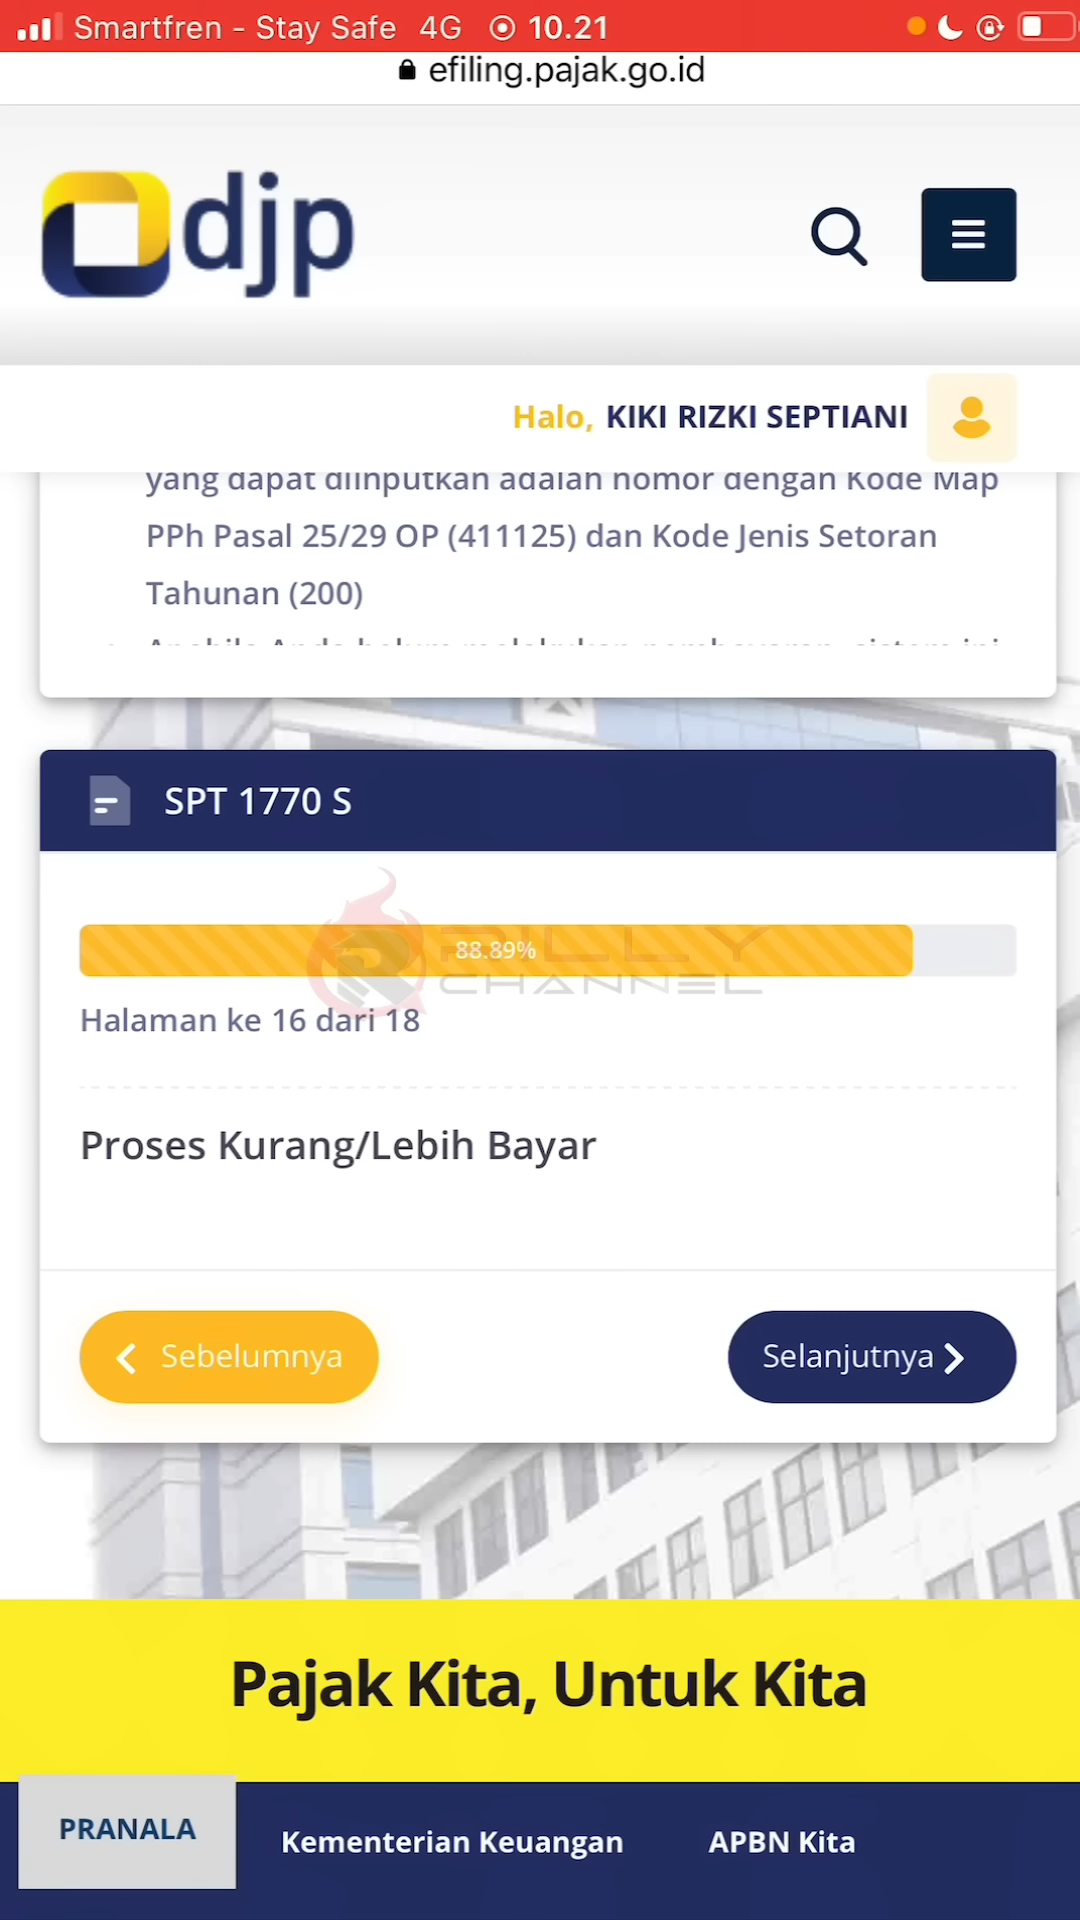 Smartfren - Stay Safe 4G 10.21
efiling.pajak.go.id
djp
Halo, KIKI RIZKI SEPTIANI
yang dapat diinputkan adalah nomor dengan Kode Map
PPh Pasal 25/29 OP (411125) dan Kode Jenis Setoran
Tahunan (200)
SPT 1770 S
88.89%
RILLY
CHANNEL
Halaman ke 16 dari 18
Proses Kurang/Lebih Bayar
Sebelumnya
Selanjutnya
Pajak Kita, Untuk Kita
PRANALA
Kementerian Keuangan
APBN Kita